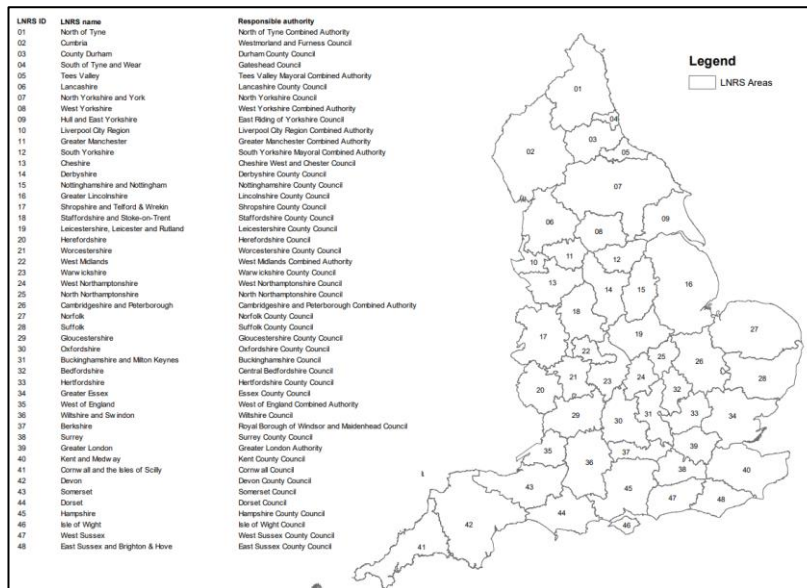 LNRS ID LNRS name Responsible authority
01 North of Tyne North of Tyne Combined Authority
02 Cumbria Westmorland and Furness Council
03 County Durham Durham County Council
04 South of Tyne and Wear Gateshead Council
05 Tees Valley Tees Valley Mayoral Combined Authority
06 Lancashire Lancashire County Council
07 North Yorkshire and York North Yorkshire Council
08 West Yorkshire West Yorkshire Combined Authority
09 Hull and East Yorkshire East Riding of Yorkshire Council
10 Liverpool City Region Liverpool City Region Combined Authority
11 Greater Manchester Greater Manchester Combined Authority
12 South Yorkshire South Yorkshire Mayoral Combined Authority
13 Cheshire Cheshire West and Chester Council
14 Derbyshire Derbyshire County Council
15 Nottinghamshire and Nottingham Nottinghamshire County Council
16 Greater Lincolnshire Lincolnshire County Council
17 Shropshire and Telford & Wrekin Shropshire County Council
18 Staffordshire and Stoke-on-Trent Staffordshire County Council
19 Leicestershire, Leicester and Rutland Leicestershire County Council
20 Herefordshire Herefordshire Council
21 Worcestershire Worcestershire County Council
22 West Midlands West Midlands Combined Authority
23 Warwickshire Warwickshire County Council
24 West Northamptonshire West Northamptonshire Council
25 North Northamptonshire North Northamptonshire Council
26 Cambridgeshire and Peterborough Cambridgeshire and Peterborough Combined Authority
27 Norfolk Norfolk County Council
28 Suffolk Suffolk County Council
29 Gloucestershire Gloucestershire County Council
30 Oxfordshire Oxfordshire County Council
31 Buckinghamshire and Milton Keynes Buckinghamshire Council
32 Bedfordshire Central Bedfordshire Council
33 Hertfordshire Hertfordshire County Council
34 Greater Essex Essex County Council
35 West of England West of England Combined Authority
36 Wiltshire and Swindon Wiltshire Council
37 Berkshire Royal Borough of Windsor and Maidenhead Council
38 Surrey Surrey County Council
39 Greater London Greater London Authority
40 Kent and Medway Kent County Council
41 Cornwall and the Isles of Scilly Cornwall Council
42 Devon Devon County Council
43 Somerset Somerset Council
44 Dorset Dorset Council
45 Hampshire Hampshire County Council
46 Isle of Wight Isle of Wight Council
47 West Sussex West Sussex County Council
48 East Sussex and Brighton & Hove East Sussex County Council
Legend
LNRS Areas
01
04
03
02
05
07
06
09
08
11
10
12
13
14
15
16
18
17
27
19
22
25
26
21
24
28
23
20
32
29
31
33
34
30
39
35
37
36
38
40
43
45
47
48
44
42
46
41